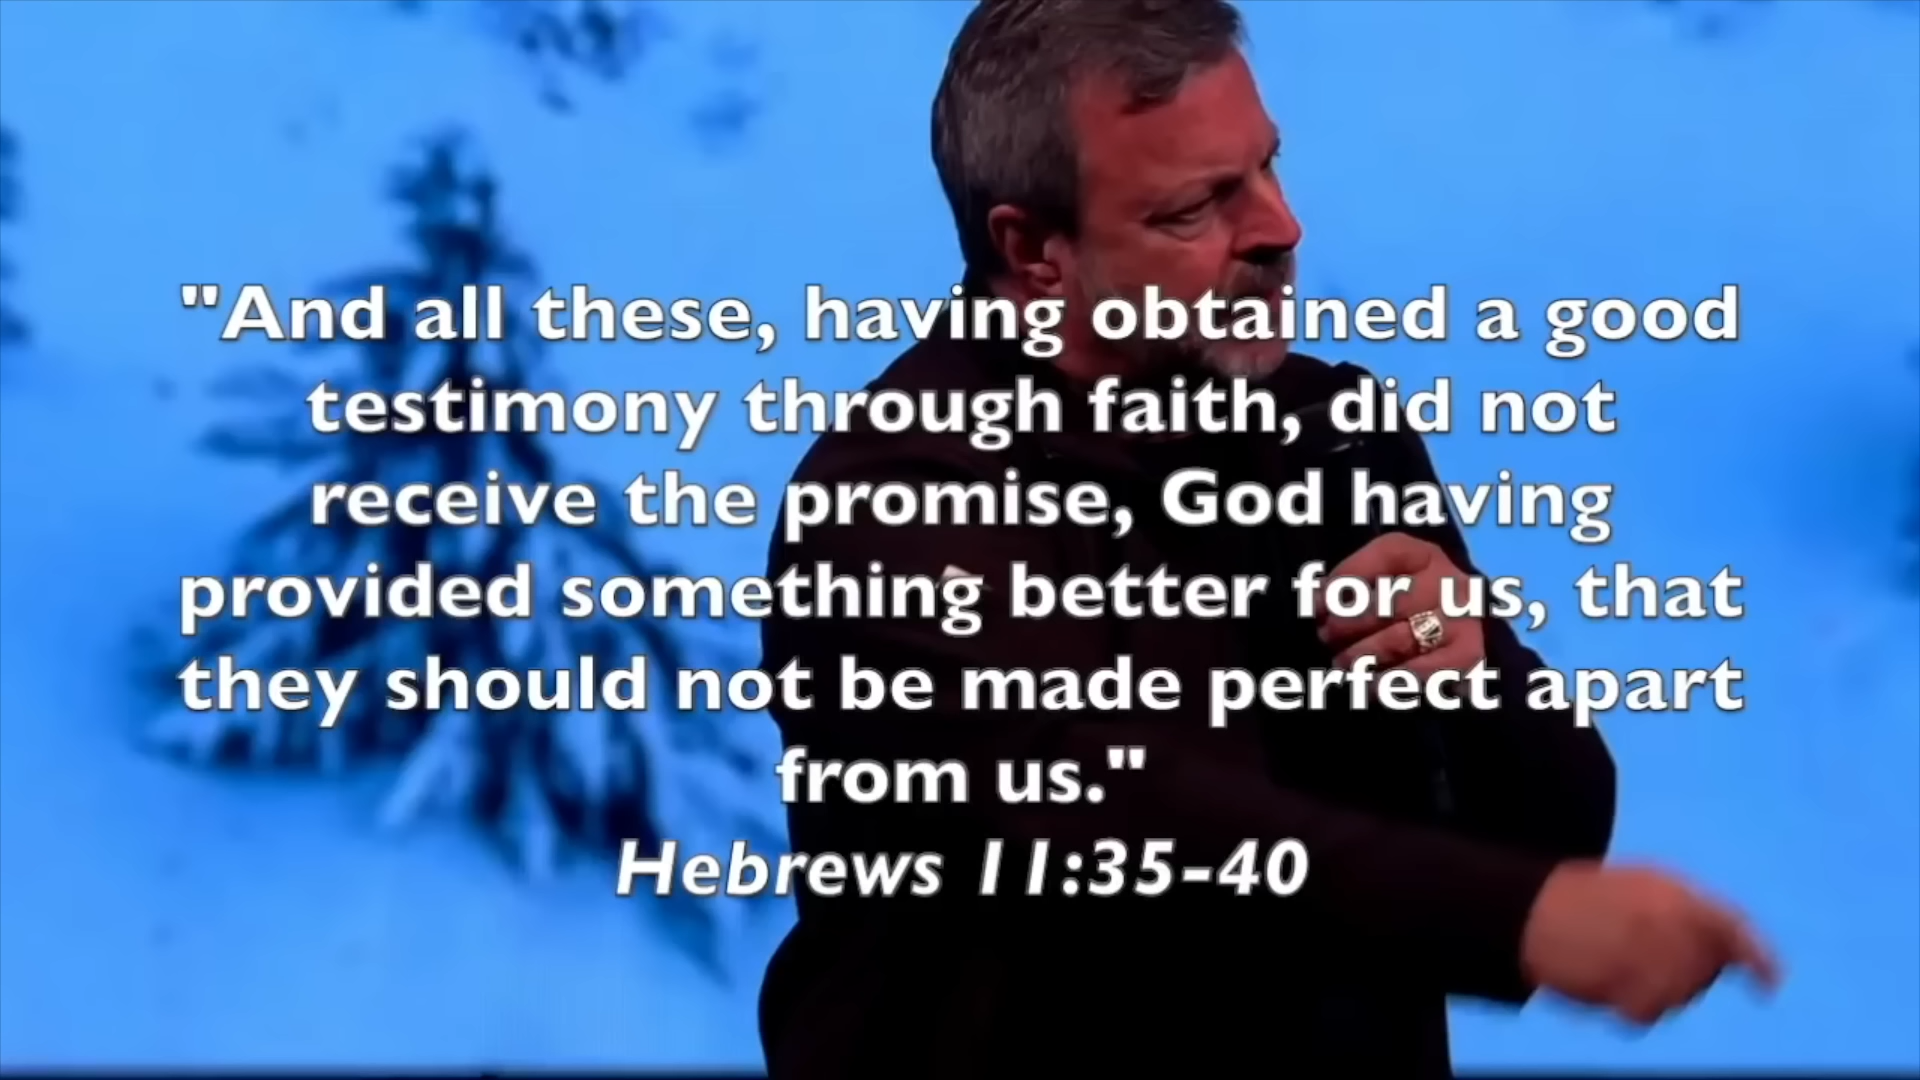 "And all these, having obtained a good
testimony through faith, did not
receive the promise, God having
provided something better for us, that
they should not be made perfect apart
from us."
Hebrews 11:35-40